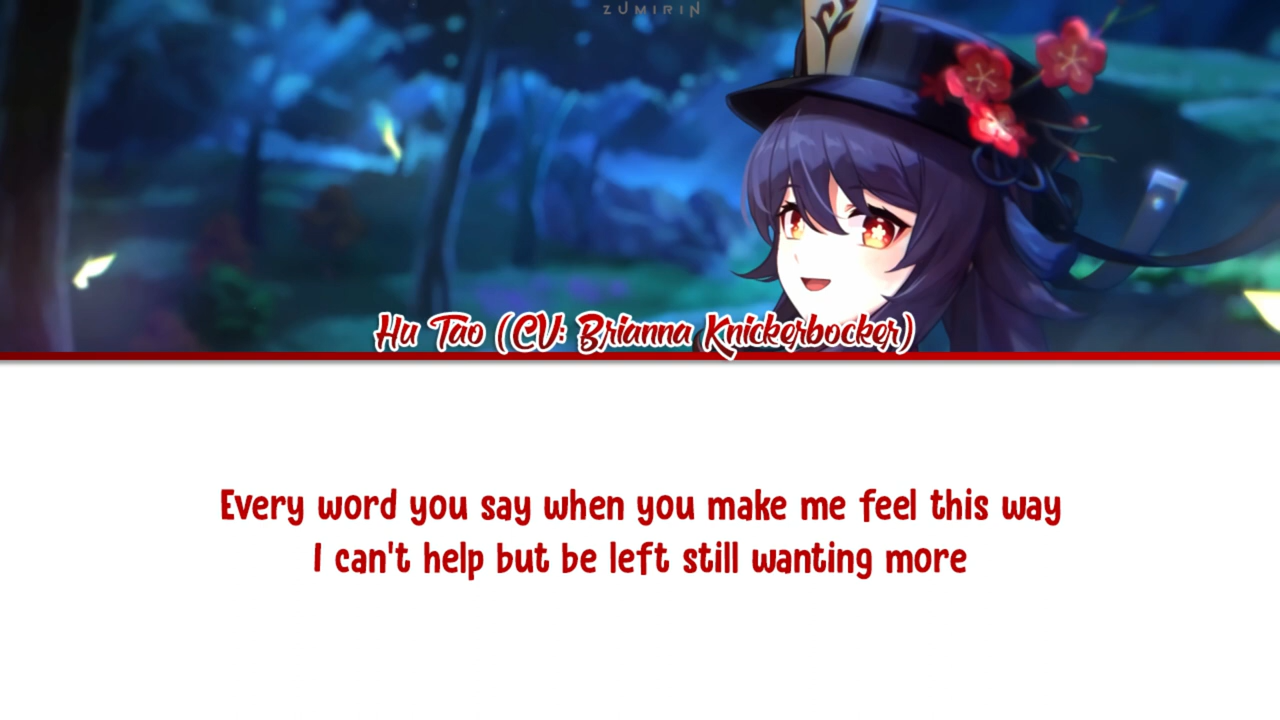 ZUMIRIN
Hu Tao (CV: Brianna Knickerbocker)
Every word you say when you make me feel this way
I can't help but be left still wanting more